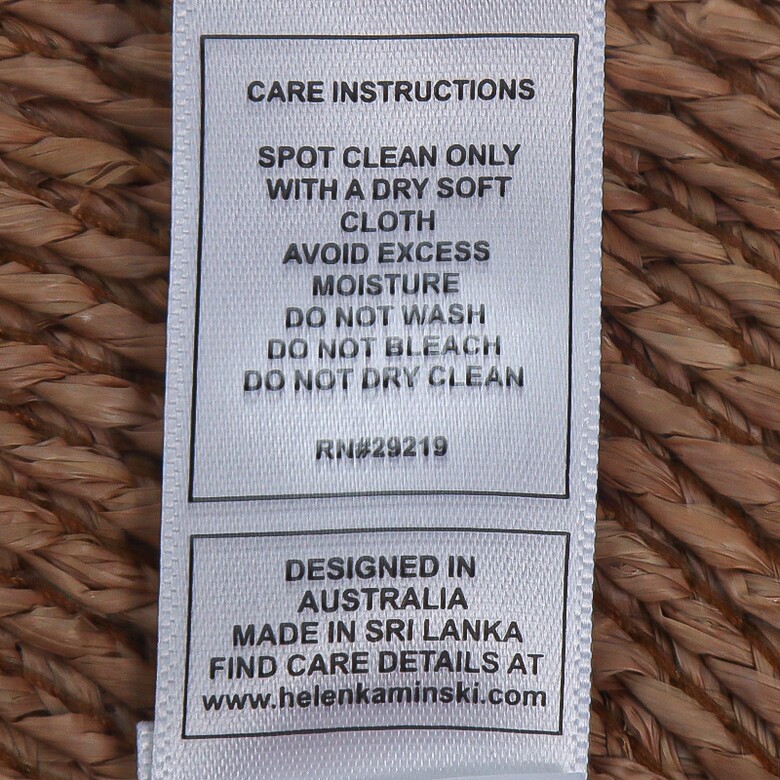 CARE INSTRUCTIONS
SPOT CLEAN ONLY
WITH A DRY SOFT
CLOTH
AVOID EXCESS
MOISTURE
DO NOT WASH
DO NOT BLEACH
DO NOT DRY CLEAN
RN#29219
DESIGNED IN
AUSTRALIA
MADE IN SRI LANKA
FIND CARE DETAILS AT
www.helenkaminski.com